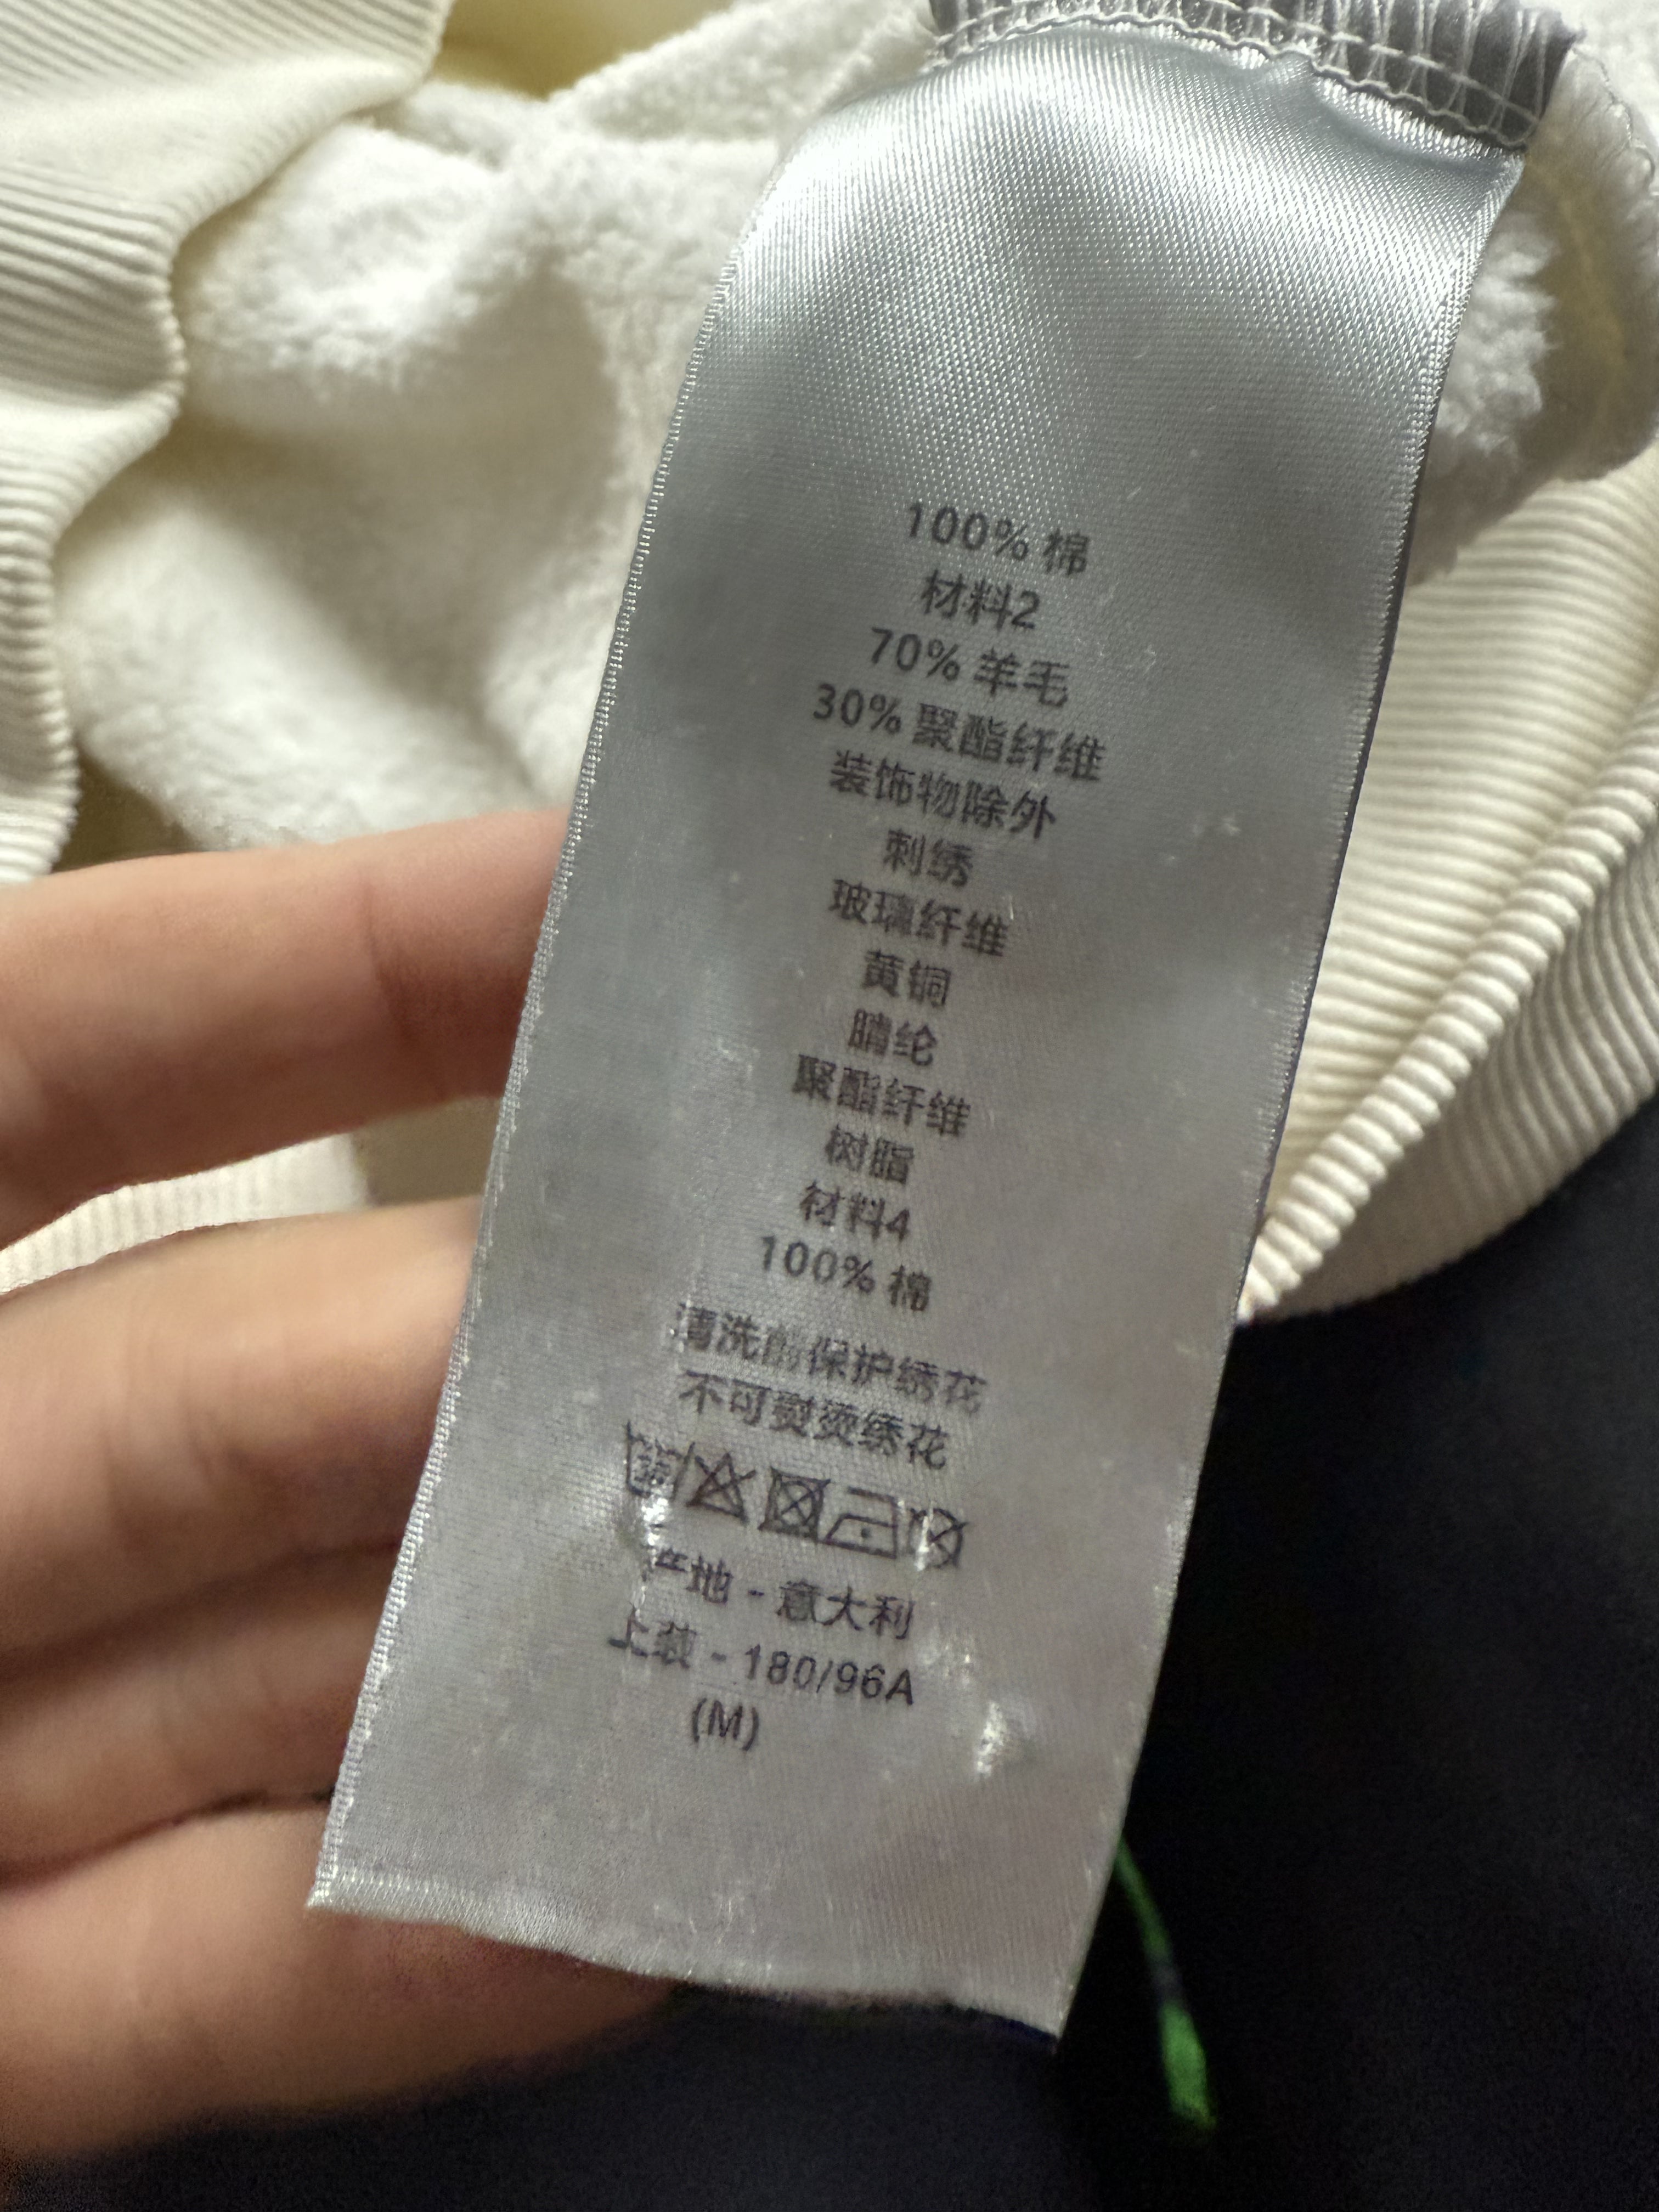 100% 棉
材料2
70% 羊毛
30% 聚酯纤维
装饰物除外
刺绣
玻璃纤维
黄铜
腈纶
聚酯纤维
树脂
材料4
100% 棉
清洗前保护绣花
不可熨烫绣花
30
产地 - 意大利
上装 - 180/96A
(M)